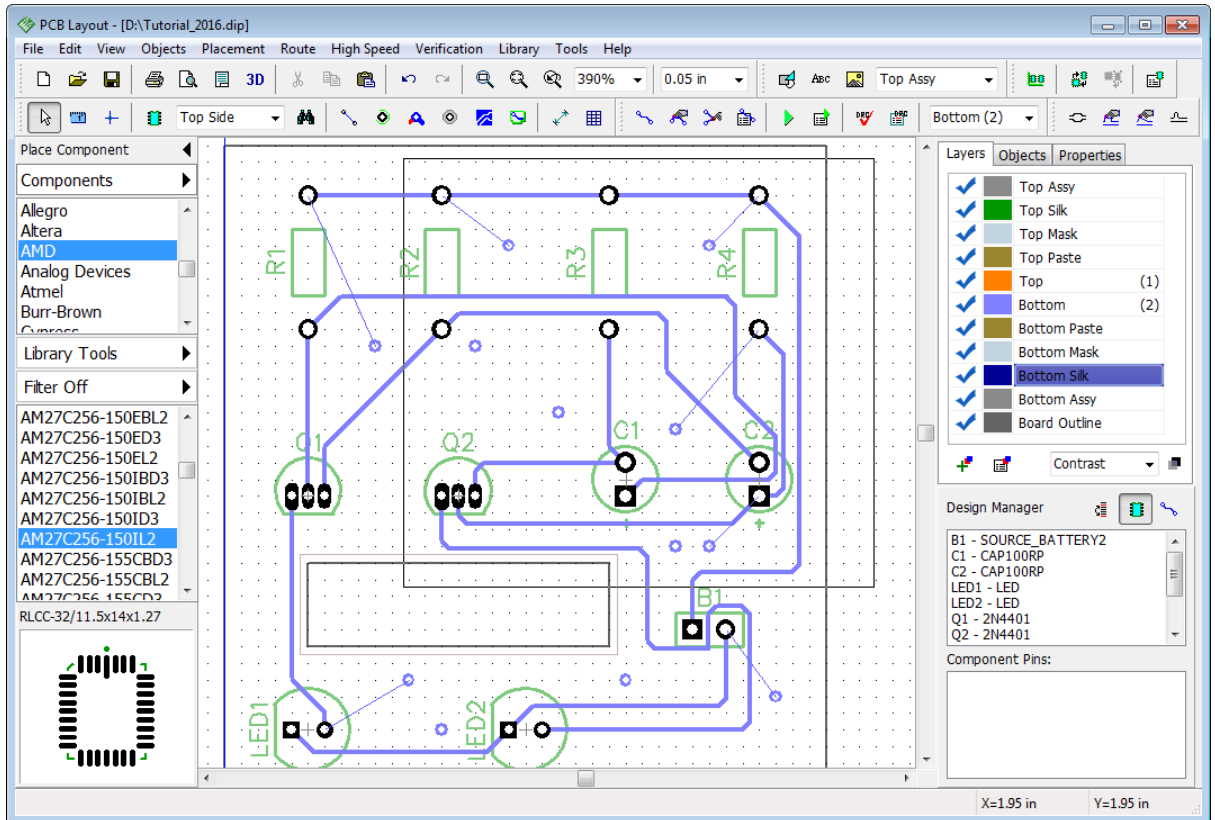 PCB Layout - [D:\Tutorial_2016.dip]
File Edit View Objects Placement Route High Speed Verification Library Tools Help
3D 390% 0.05 in ABC Top Assy
Top Side DRC DRC Bottom (2)
Place Component
Components
Allegro
Altera
AMD
Analog Devices
Atmel
Burr-Brown
Cypress
Library Tools
Filter Off
AM27C256-150EBL2
AM27C256-150ED3
AM27C256-150EL2
AM27C256-150IBD3
AM27C256-150IBL2
AM27C256-150ID3
AM27C256-150IL2
AM27C256-155CBD3
AM27C256-155CBL2
AM27C256-155CD3
RLCC-32/11.5x14x1.27
R1 R2 R3 R4
Q1 Q2 C1 C2
+ +
B1
LED1 LED2
Layers Objects Properties
Top Assy
Top Silk
Top Mask
Top Paste
Top (1)
Bottom (2)
Bottom Paste
Bottom Mask
Bottom Silk
Bottom Assy
Board Outline
Contrast
Design Manager
B1 - SOURCE_BATTERY2
C1 - CAP100RP
C2 - CAP100RP
LED1 - LED
LED2 - LED
Q1 - 2N4401
Q2 - 2N4401
Component Pins:
X=1.95 in Y=1.95 in